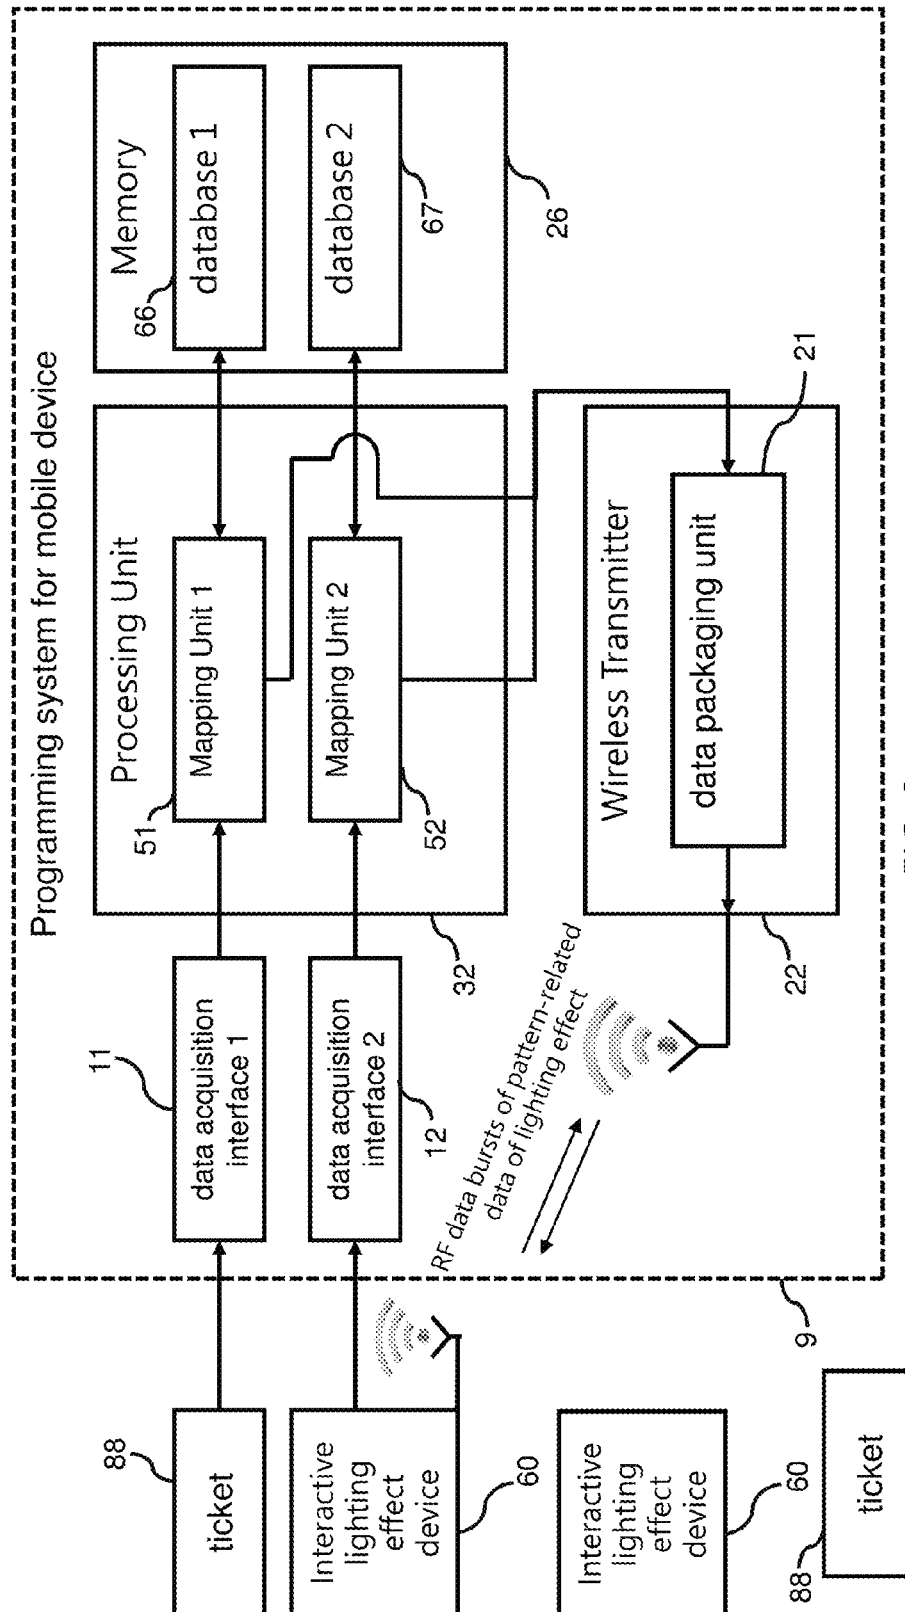 Programming system for mobile device
88
ticket
11
data acquisition
interface 1
51
Processing Unit
Mapping Unit 1
66
Memory
database 1
Interactive
lighting
effect
device
60
data acquisition
interface 2
12
Mapping Unit 2
52
32
database 2
67
26
RF data bursts of pattern-related
data of lighting effect
Wireless Transmitter
data packaging unit
21
22
9
Interactive
lighting
effect
device
60
88
ticket